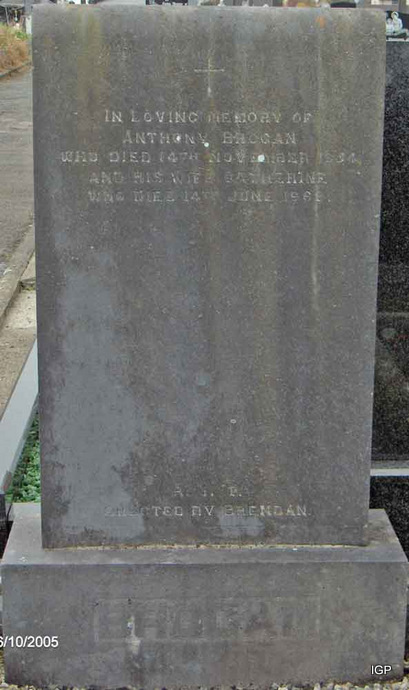 IN LOVING MEMORY OF
ANTHONY BROGAN
WHO DIED 14TH NOVEMBER
AND HIS WIFE CATHERINE
WHO DIED 14TH JUNE
R. I. P.
ERECTED BY BRENDAN.
BROGAN
6/10/2005
IGP